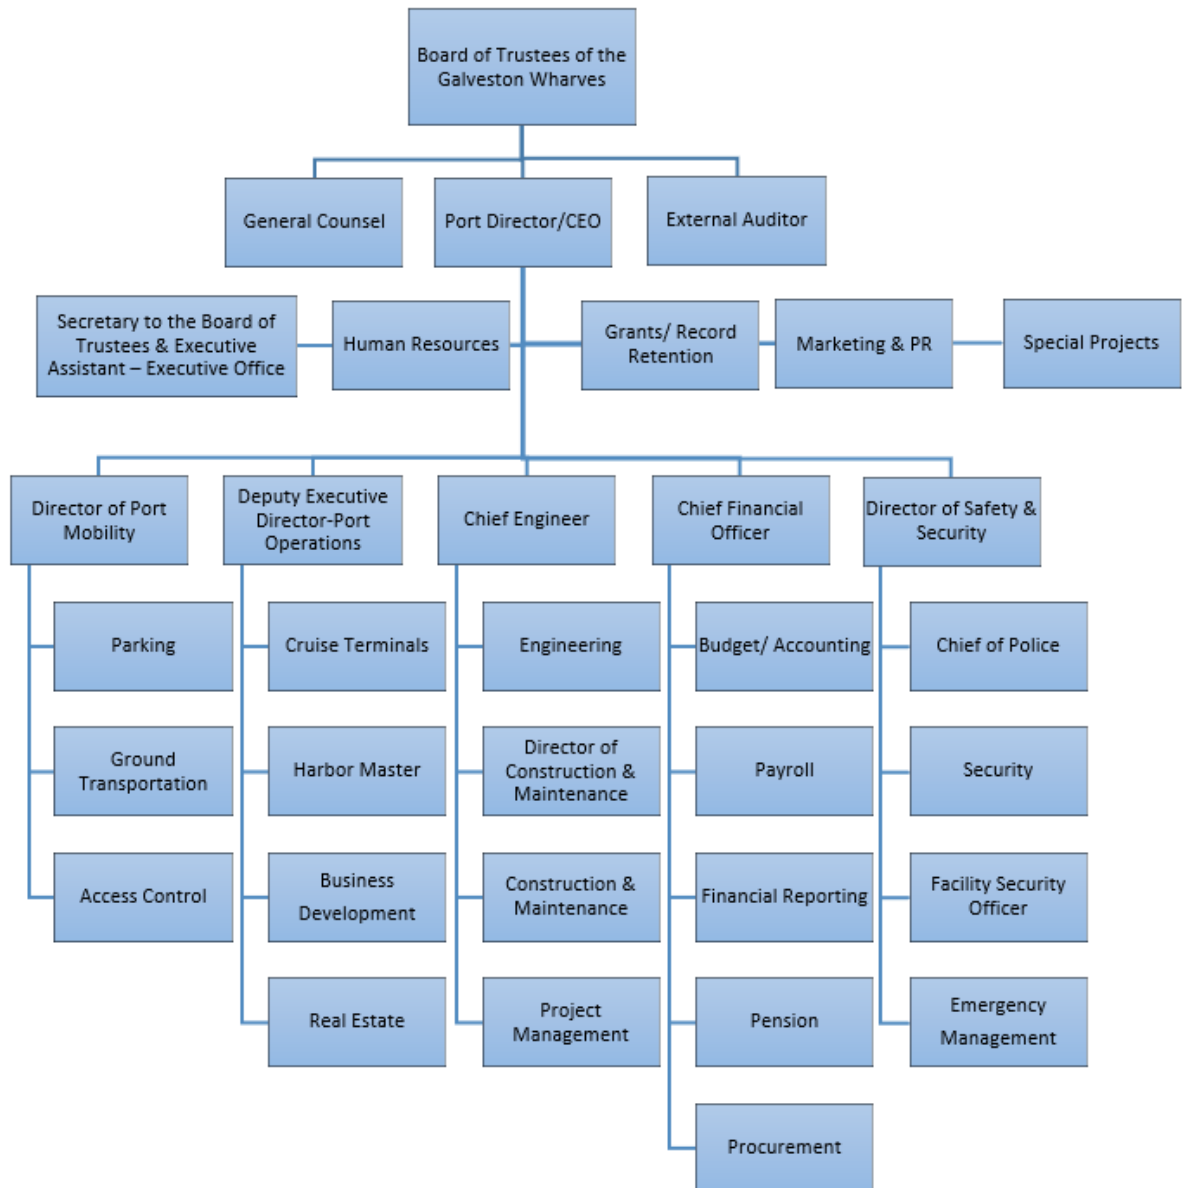 Board of Trustees of the
Galveston Wharves
General Counsel
Port Director/CEO
External Auditor
Secretary to the Board of
Trustees & Executive
Assistant – Executive Office
Human Resources
Grants/ Record
Retention
Marketing & PR
Special Projects
Director of Port
Mobility
Deputy Executive
Director-Port
Operations
Chief Engineer
Chief Financial
Officer
Director of Safety &
Security
Parking
Cruise Terminals
Engineering
Budget/ Accounting
Chief of Police
Ground
Transportation
Harbor Master
Director of
Construction &
Maintenance
Payroll
Security
Access Control
Business
Development
Construction &
Maintenance
Financial Reporting
Facility Security
Officer
Real Estate
Project
Management
Pension
Emergency
Management
Procurement